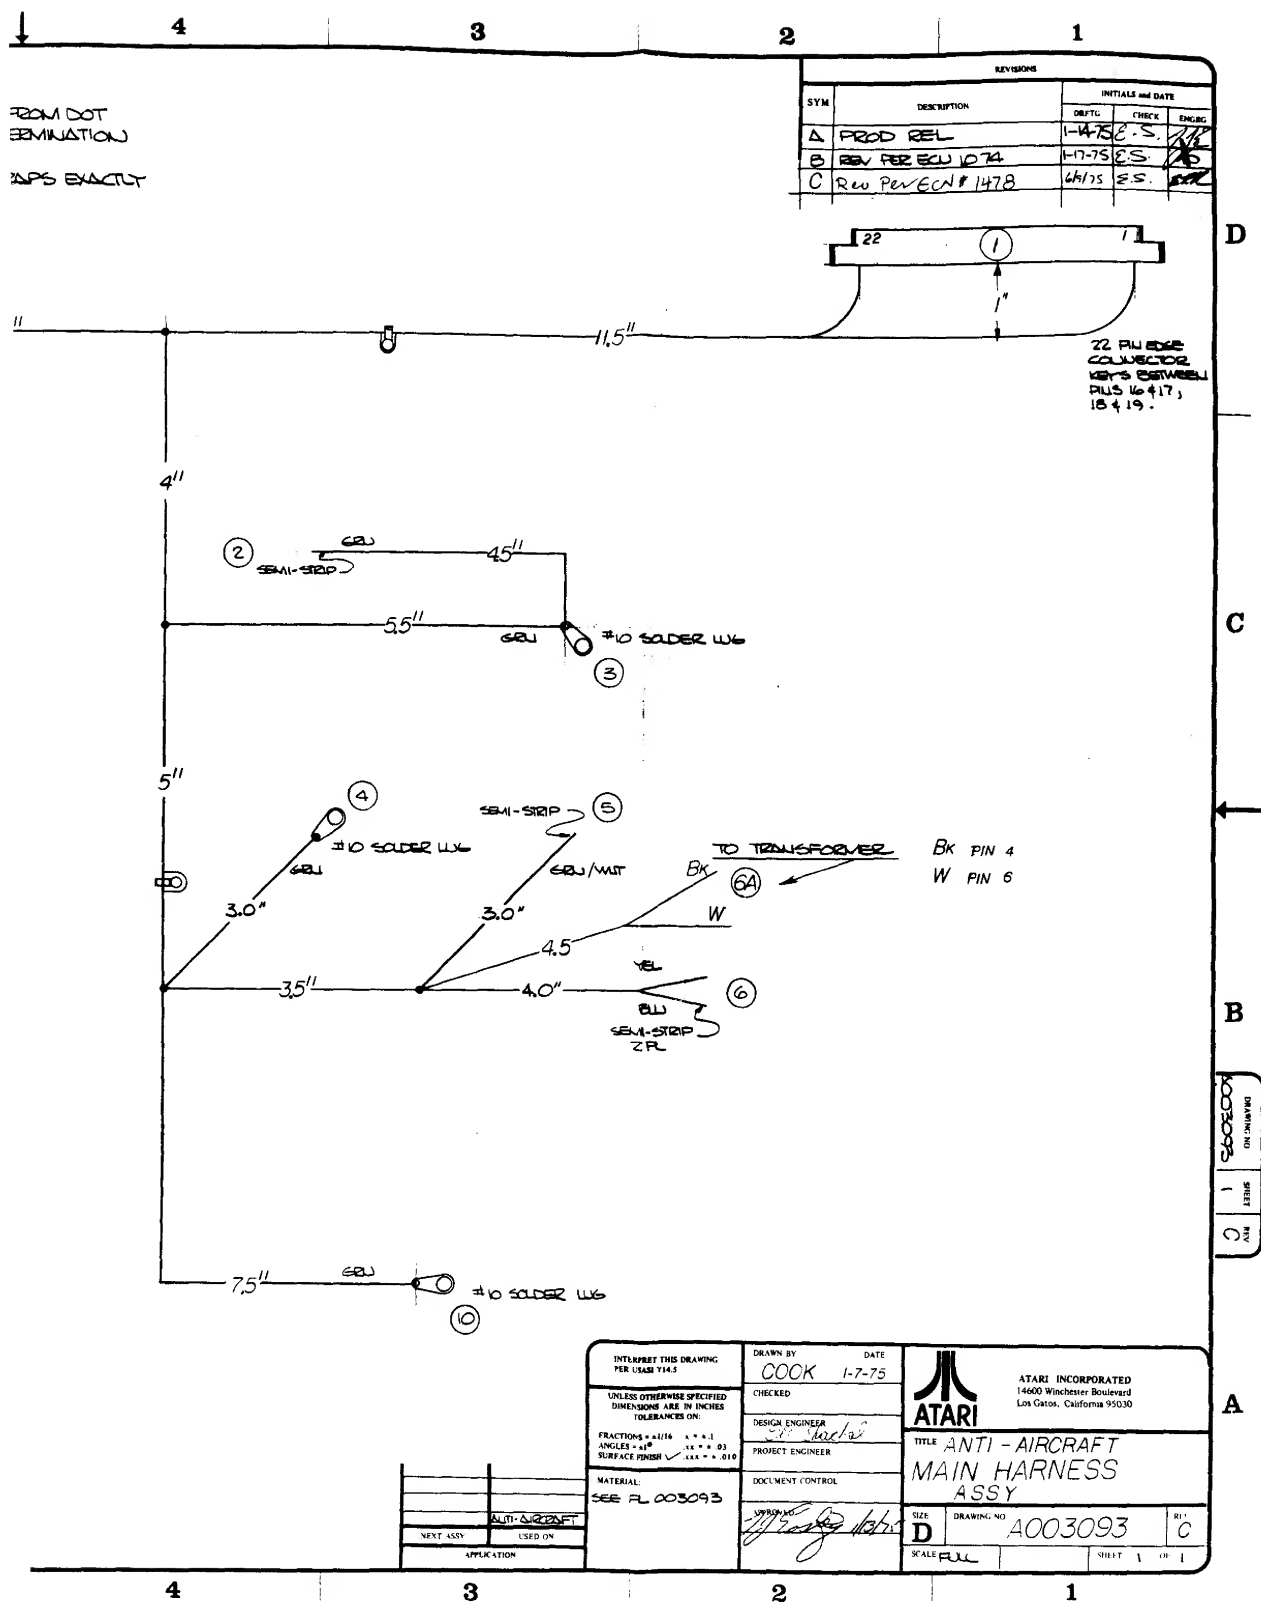 4 3 2 1
FROM DOT
ERMINATION
APS EXACTLY
REVISIONS
SYM DESCRIPTION INITIALS and DATE
DRFTG CHECK ENGRG
A PROD REL 1-14-75 E.S.
B REV PER ECN 1074 1-17-75 E.S.
C Rev Per ECN # 1478 6/5/75 E.S.
D
22 1 1
1"
11.5"
22 PIN EDGE
CONNECTOR
KEYS BETWEEN
PINS 16 & 17,
18 & 19.
4"
2 GRN 4.5"
SEMI-STRIP
5.5" GRN #10 SOLDER LUG
3
C
5"
4
#10 SOLDER LUG
GRN
3.0"
SEMI-STRIP 5
GRN/WHT
3.0"
TO TRANSFORMER BK PIN 4
W PIN 6
BK 6A
W
4.5
3.5" 4.0" YEL 6
BLU
SEMI-STRIP
2 PL
B
DRAWING NO A003093 SHEET 1 REV C
7.5" GRN #10 SOLDER LUG
10
INTERPRET THIS DRAWING
PER USASI Y14.5
UNLESS OTHERWISE SPECIFIED
DIMENSIONS ARE IN INCHES
TOLERANCES ON:
FRACTIONS = ±1/16 .x = ± .1
ANGLES = ±1° .xx = ± .03
SURFACE FINISH .xxx = ± .010
MATERIAL:
SEE PL 003093
DRAWN BY DATE
COOK 1-7-75
CHECKED
DESIGN ENGINEER
PROJECT ENGINEER
DOCUMENT CONTROL
APPROVED
ATARI
ATARI INCORPORATED
14600 Winchester Boulevard
Los Gatos, California 95030
A
TITLE ANTI-AIRCRAFT
MAIN HARNESS
ASSY
SIZE D DRAWING NO A003093 REV C
SCALE FULL SHEET 1 OF 1
ANTI-AIRCRAFT
NEXT ASSY USED ON
APPLICATION
4 3 2 1